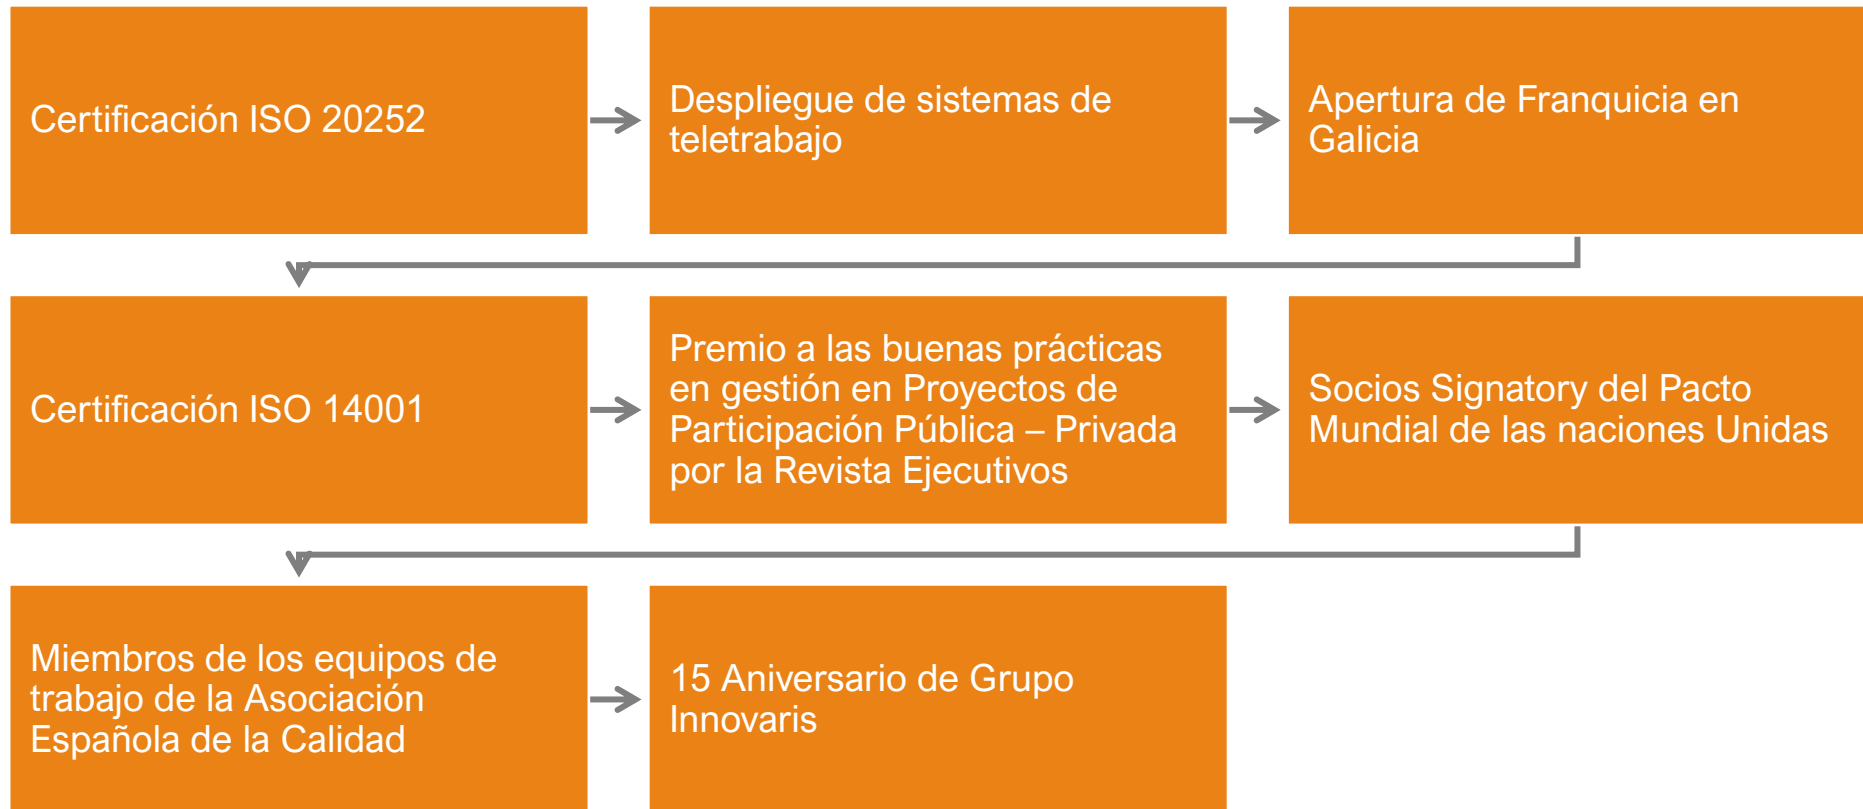 Certificación ISO 20252
Despliegue de sistemas de
teletrabajo
Apertura de Franquicia en
Galicia
Certificación ISO 14001
Premio a las buenas prácticas
en gestión en Proyectos de
Participación Pública – Privada
por la Revista Ejecutivos
Socios Signatory del Pacto
Mundial de las naciones Unidas
Miembros de los equipos de
trabajo de la Asociación
Española de la Calidad
15 Aniversario de Grupo
Innovaris